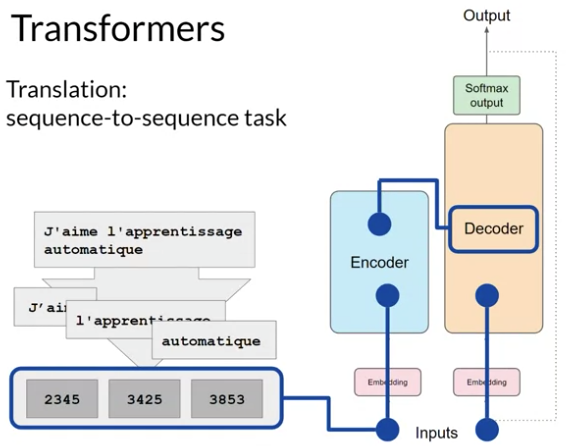 Transformers
Output
Translation:
sequence-to-sequence task
Softmax
output
J'aime l'apprentissage
automatique
Decoder
Encoder
J'ai
l'apprentissage
automatique
Embedding
Embedding
2345
3425
3853
Inputs